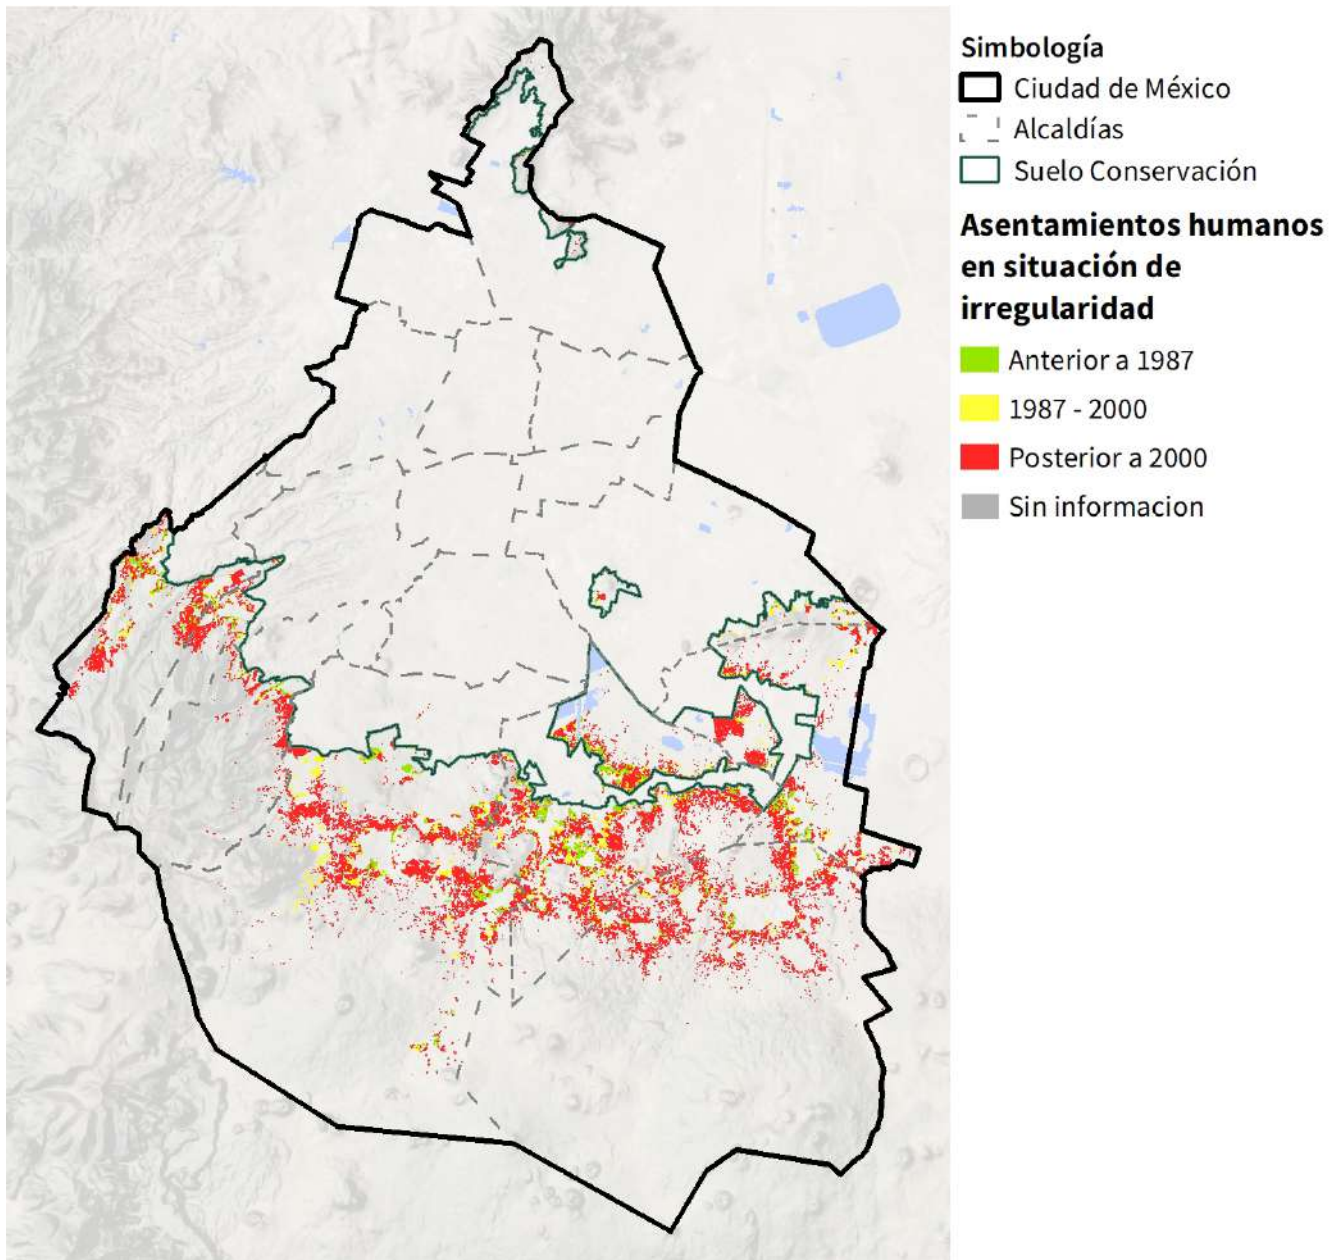 Simbología
Ciudad de México
Alcaldías
Suelo Conservación
Asentamientos humanos
en situación de
irregularidad
Anterior a 1987
1987 - 2000
Posterior a 2000
Sin informacion